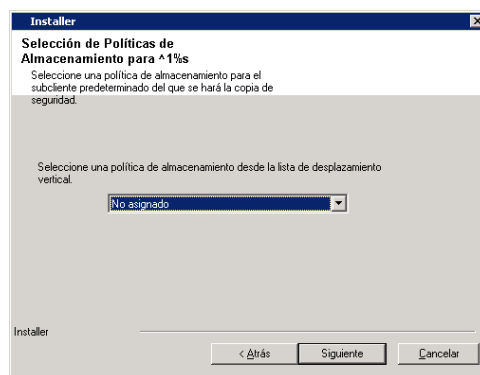 Installer
Selección de Políticas de
Almacenamiento para ^1%s
Seleccione una política de almacenamiento para el
subcliente predeterminado del que se hará la copia de
seguridad.
Seleccione una política de almacenamiento desde la lista de desplazamiento
vertical.
No asignado
Installer
< Atrás
Siguiente
Cancelar